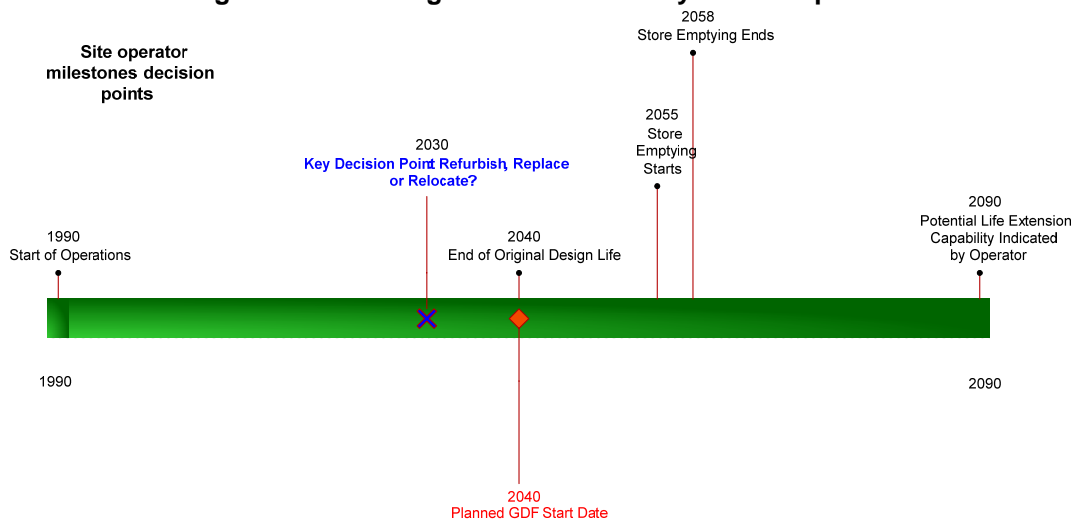 Site operator
milestones decision
points
2058
Store Emptying Ends
2055
Store
Emptying
Starts
2030
Key Decision Point Refurbish, Replace
or Relocate?
2090
Potential Life Extension
Capability Indicated
by Operator
1990
Start of Operations
2040
End of Original Design Life
1990
2090
2040
Planned GDF Start Date